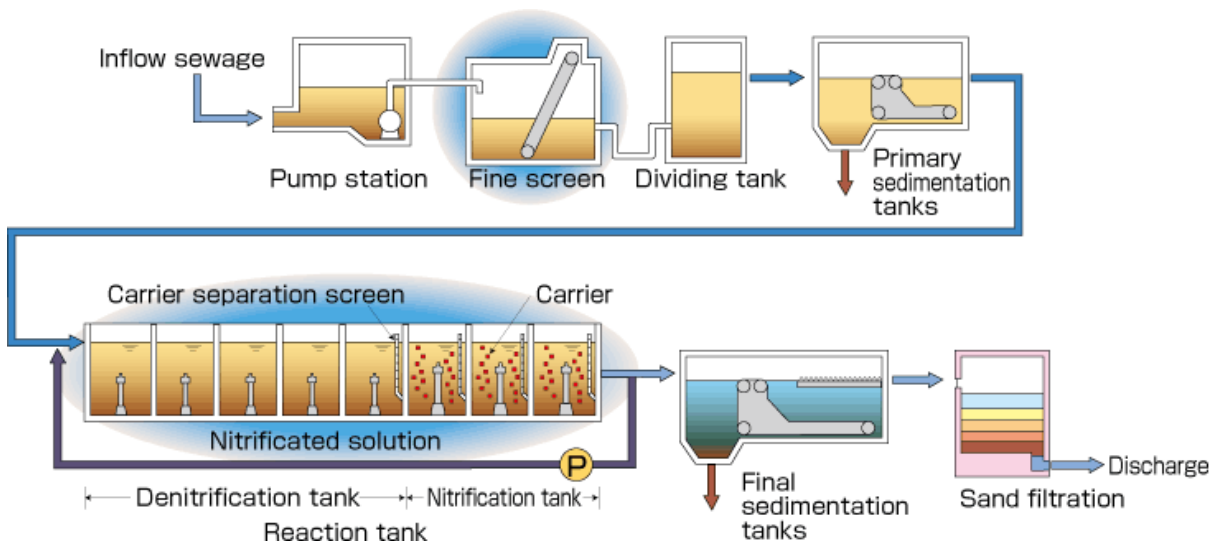 Inflow sewage
Pump station
Fine screen
Dividing tank
Primary
sedimentation
tanks
Carrier separation screen
Carrier
Nitrificated solution
P
Denitrification tank
Nitrification tank
Reaction tank
Final
sedimentation
tanks
Sand filtration
Discharge